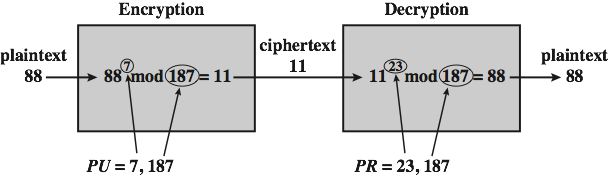 Encryption
Decryption
plaintext
88
88^7 mod 187 = 11
ciphertext
11
11^23 mod 187 = 88
plaintext
88
PU = 7, 187
PR = 23, 187